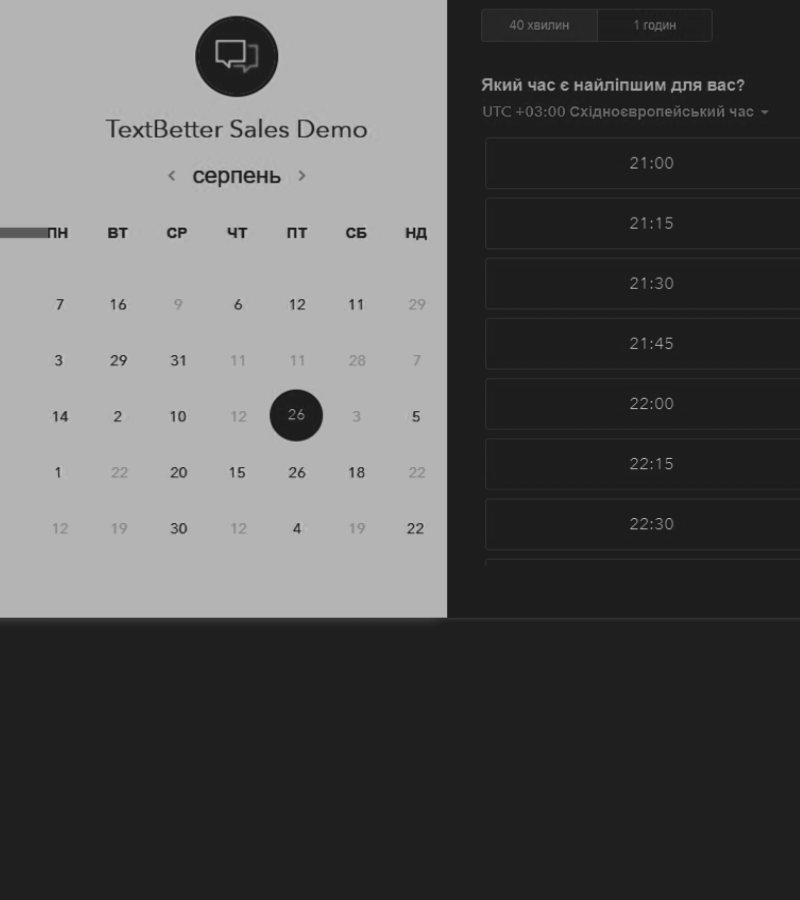 TextBetter Sales Demo
серпень
ПН ВТ СР ЧТ ПТ СБ НД
7 16 9 6 12 11 29
3 29 31 11 11 28 7
14 2 10 12 26 3 5
1 22 20 15 26 18 22
12 19 30 12 4 19 22
40 хвилин 1 годин
Який час є найліпшим для вас?
UTC +03:00 Східноєвропейський час
21:00
21:15
21:30
21:45
22:00
22:15
22:30